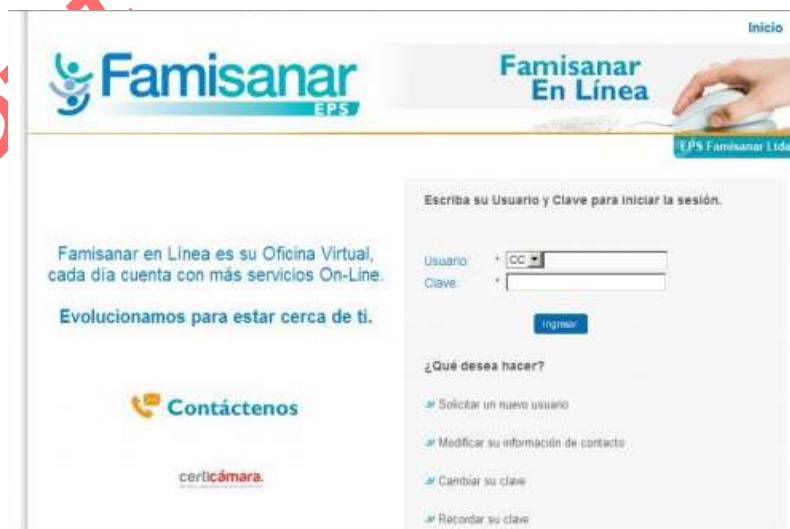 Inicio
Famisanar
EPS
Famisanar
En Línea
EPS Famisanar Ltda
Escriba su Usuario y Clave para iniciar la sesión.
Famisanar en Línea es su Oficina Virtual,
cada día cuenta con más servicios On-Line.
Evolucionamos para estar cerca de ti.
Usuario * CC
Clave *
Ingresar
¿Qué desea hacer?
Contáctenos
Solicitar un nuevo usuario
Modificar su información de contacto
certicámara.
Cambiar su clave
Recordar su clave